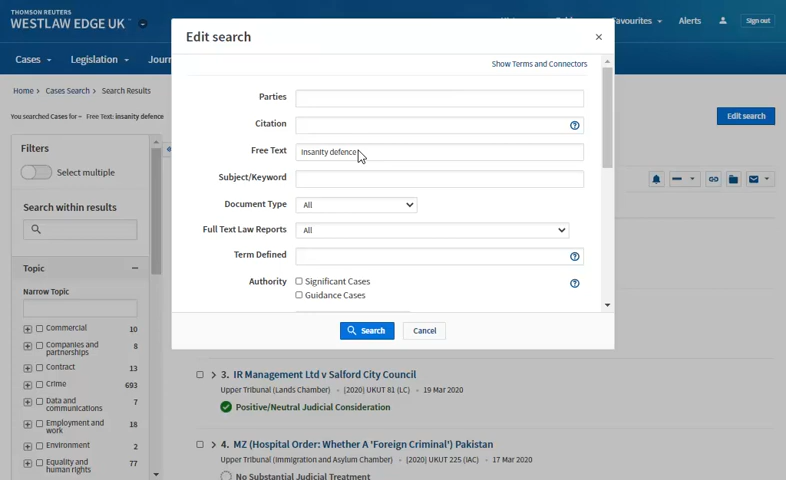 THOMSON REUTERS
WESTLAW EDGE UK™
Favourites
Alerts
Sign out
Cases
Legislation
Home
Cases Search
Search Results
You searched Cases for – Free Text: insanity defence
Edit search
Filters
Select multiple
Search within results
Topic
Narrow Topic
Commercial 10
Companies and
partnerships 8
Contract 13
Crime 693
Data and
communications 7
Employment and
work 18
Environment 2
Equality and
human rights 77
Edit search
×
Show Terms and Connectors
Parties
Citation
Free Text Insanity defence
Subject/Keyword
Document Type All
Full Text Law Reports All
Term Defined
Authority Significant Cases
Guidance Cases
Search
Cancel
3. IR Management Ltd v Salford City Council
Upper Tribunal (Lands Chamber) • [2020] UKUT 81 (LC) • 19 Mar 2020
Positive/Neutral Judicial Consideration
4. MZ (Hospital Order: Whether A 'Foreign Criminal') Pakistan
Upper Tribunal (Immigration and Asylum Chamber) • [2020] UKUT 225 (IAC) • 17 Mar 2020
No Substantial Judicial Treatment